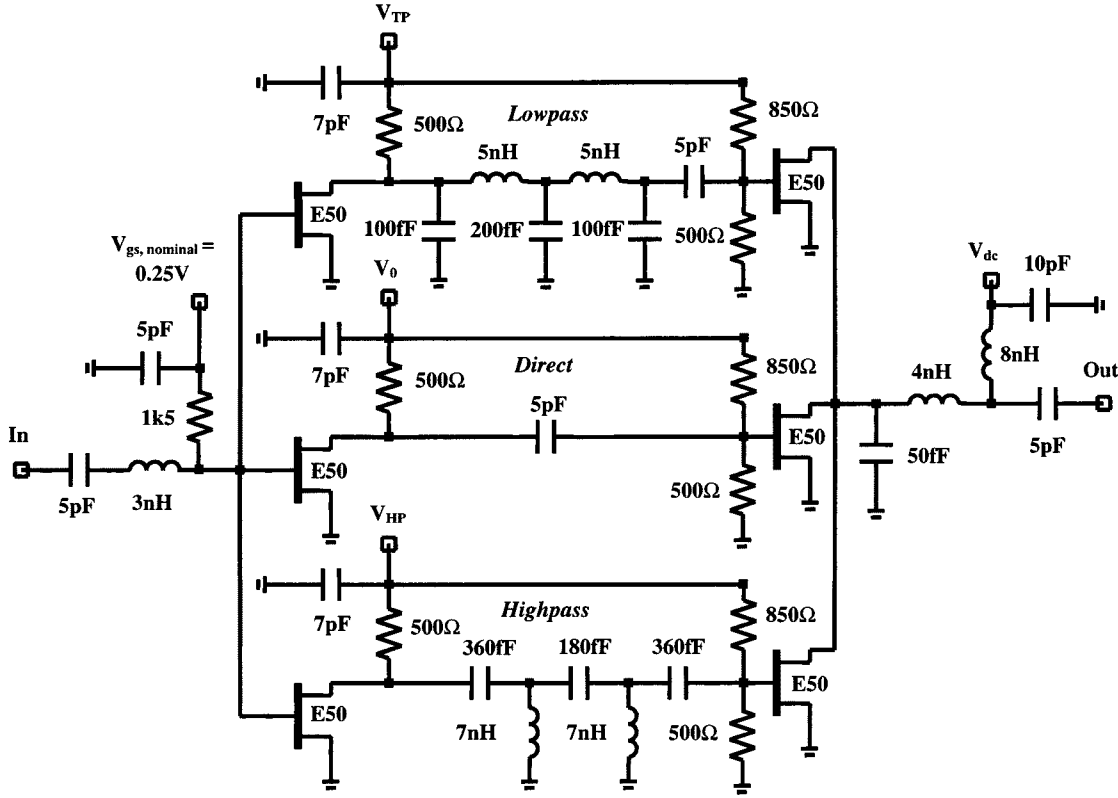 V_TP
7pF
500Ω
Lowpass
850Ω
5nH
5nH
5pF
E50
E50
100fF
200fF
100fF
500Ω
V_gs, nominal =
0.25V
V_0
V_dc
10pF
5pF
7pF
500Ω
Direct
850Ω
8nH
4nH
Out
1k5
5pF
In
E50
E50
50fF
5pF
5pF
3nH
500Ω
V_HP
7pF
500Ω
Highpass
850Ω
360fF
180fF
360fF
E50
E50
7nH
7nH
500Ω